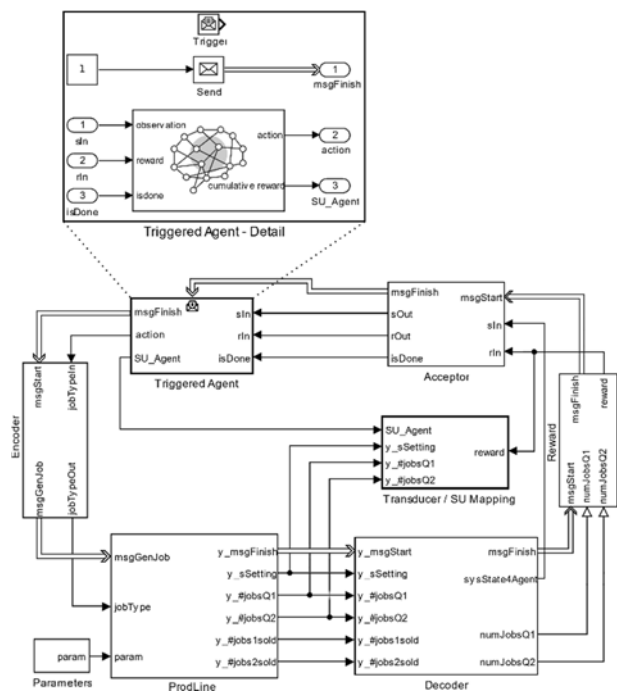 Trigger
1
Send
1
msgFinish
1
sIn
observation
action
2
action
2
rIn
reward
cumulative reward
3
SU_Agent
3
isDone
isdone
Triggered Agent - Detail
msgFinish
action
SU_Agent
sIn
rIn
isDone
Triggered Agent
msgFinish
sOut
rOut
isDone
msgStart
sIn
rIn
Acceptor
msgStart
jobTypeIn
Encoder
msgGenJob
jobTypeOut
SU_Agent
y_sSetting
y_#jobsQ1
y_#jobsQ2
reward
Transducer / SU Mapping
msgFinish
reward
Reward
msgStart
numJobsQ1
numJobsQ2
msgGenJob
jobType
param
y_msgFinish
y_sSetting
y_#jobsQ1
y_#jobsQ2
y_#jobs1sold
y_#jobs2sold
ProdLine
param
Parameters
y_msgStart
y_sSetting
y_#jobsQ1
y_#jobsQ2
y_#jobs1sold
y_#jobs2sold
msgFinish
sysState4Agent
numJobsQ1
numJobsQ2
Decoder